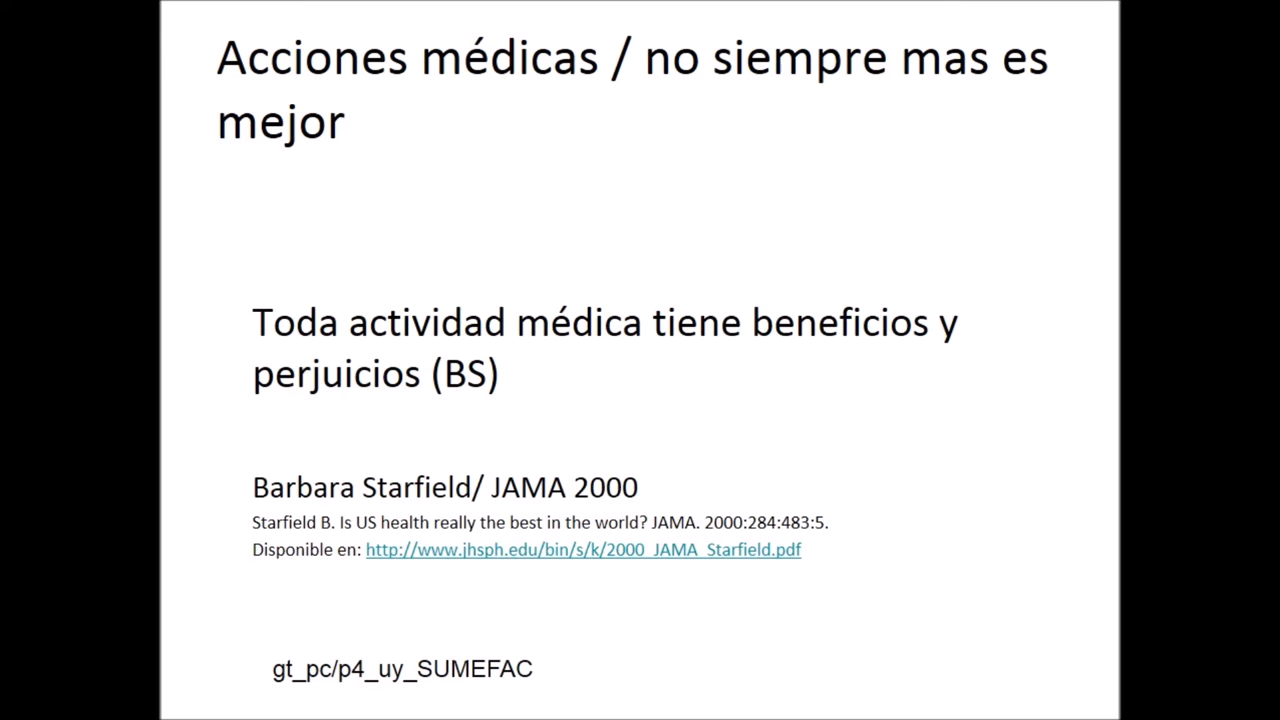 Acciones médicas / no siempre mas es
mejor
Toda actividad médica tiene beneficios y
perjuicios (BS)
Barbara Starfield/ JAMA 2000
Starfield B. Is US health really the best in the world? JAMA. 2000:284:483:5.
Disponible en: http://www.jhsph.edu/bin/s/k/2000_JAMA_Starfield.pdf
gt_pc/p4_uy_SUMEFAC